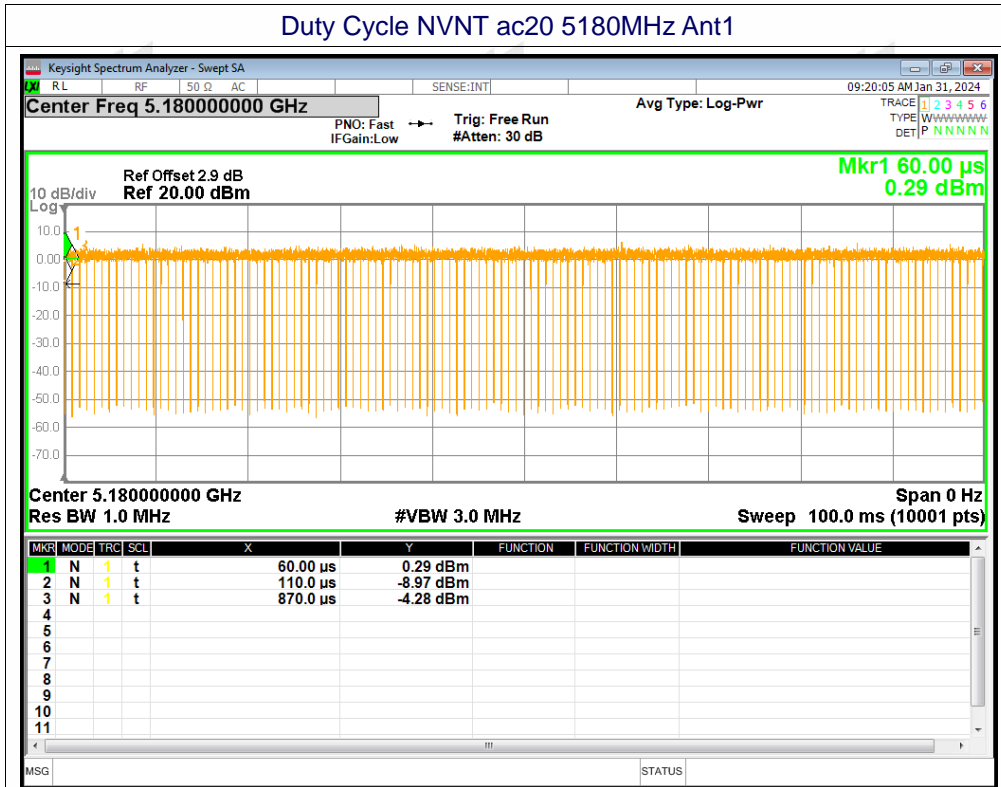 Duty Cycle NVNT ac20 5180MHz Ant1
Keysight Spectrum Analyzer - Swept SA
LXI RL RF 50 Ω AC SENSE:INT 09:20:05 AM Jan 31, 2024
Center Freq 5.180000000 GHz Avg Type: Log-Pwr TRACE 1 2 3 4 5 6
PNO: Fast Trig: Free Run TYPE WWWWWW
IFGain:Low #Atten: 30 dB DET P N N N N N
Mkr1 60.00 µs
Ref Offset 2.9 dB
10 dB/div Ref 20.00 dBm 0.29 dBm
Log
10.0
1
3
0.00
-10.0
-20.0
-30.0
-40.0
-50.0
-60.0
-70.0
Center 5.180000000 GHz Span 0 Hz
Res BW 1.0 MHz #VBW 3.0 MHz Sweep 100.0 ms (10001 pts)
MKR MODE TRC SCL X Y FUNCTION FUNCTION WIDTH FUNCTION VALUE
1 N 1 t 60.00 µs 0.29 dBm
2 N 1 t 110.0 µs -8.97 dBm
3 N 1 t 870.0 µs -4.28 dBm
4
5
6
7
8
9
10
11
MSG STATUS